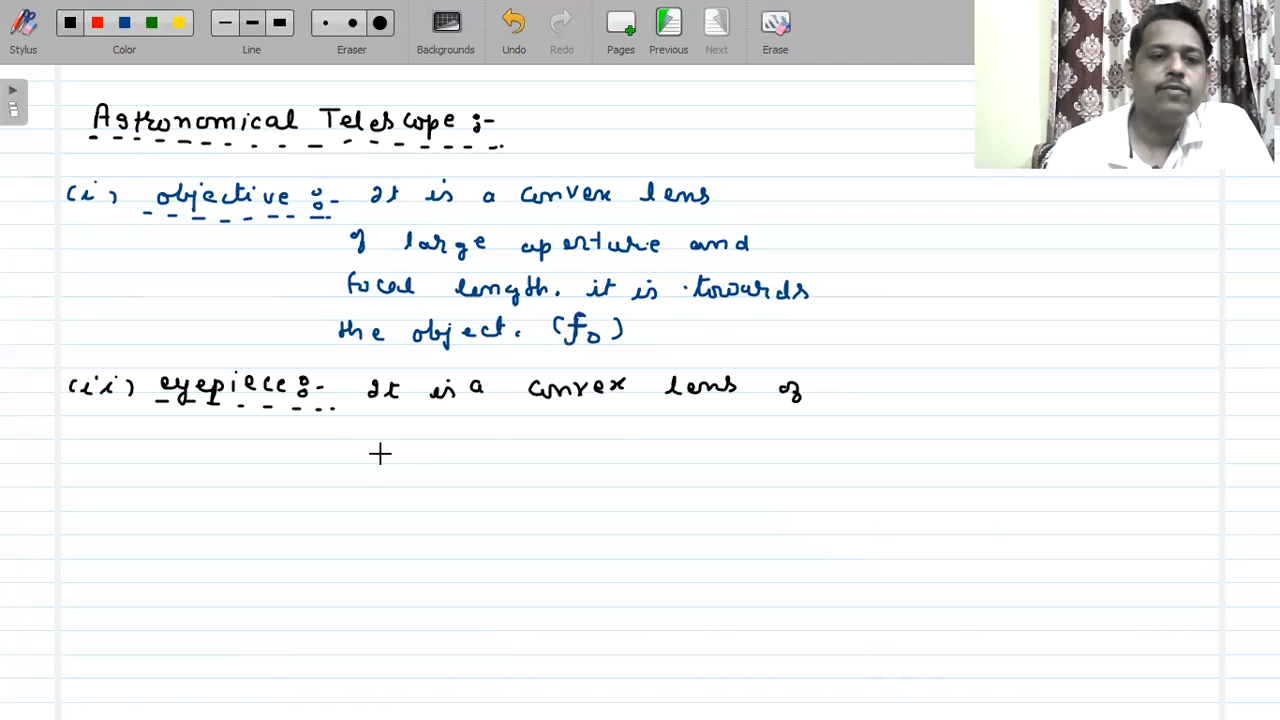 Stylus
Color
Line
Eraser
Backgrounds
Undo
Redo
Pages
Previous
Next
Erase
Astronomical Telescope :-
(i) objective :- It is a convex lens
of large aperture and
focal length. it is towards
the object. (fo)
(ii) eyepiece :- It is a convex lens of